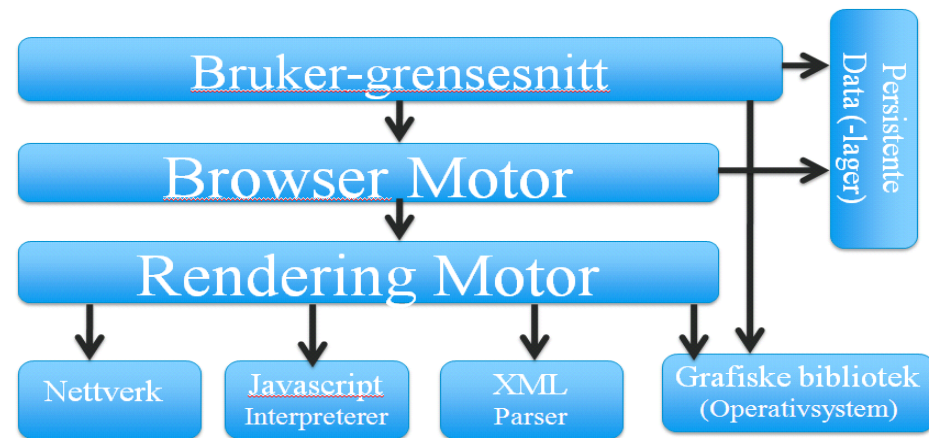 Bruker-grensesnitt
Persistente
Data (-lager)
Browser Motor
Rendering Motor
Nettverk
Javascript
Interpreterer
XML
Parser
Grafiske bibliotek
(Operativsystem)